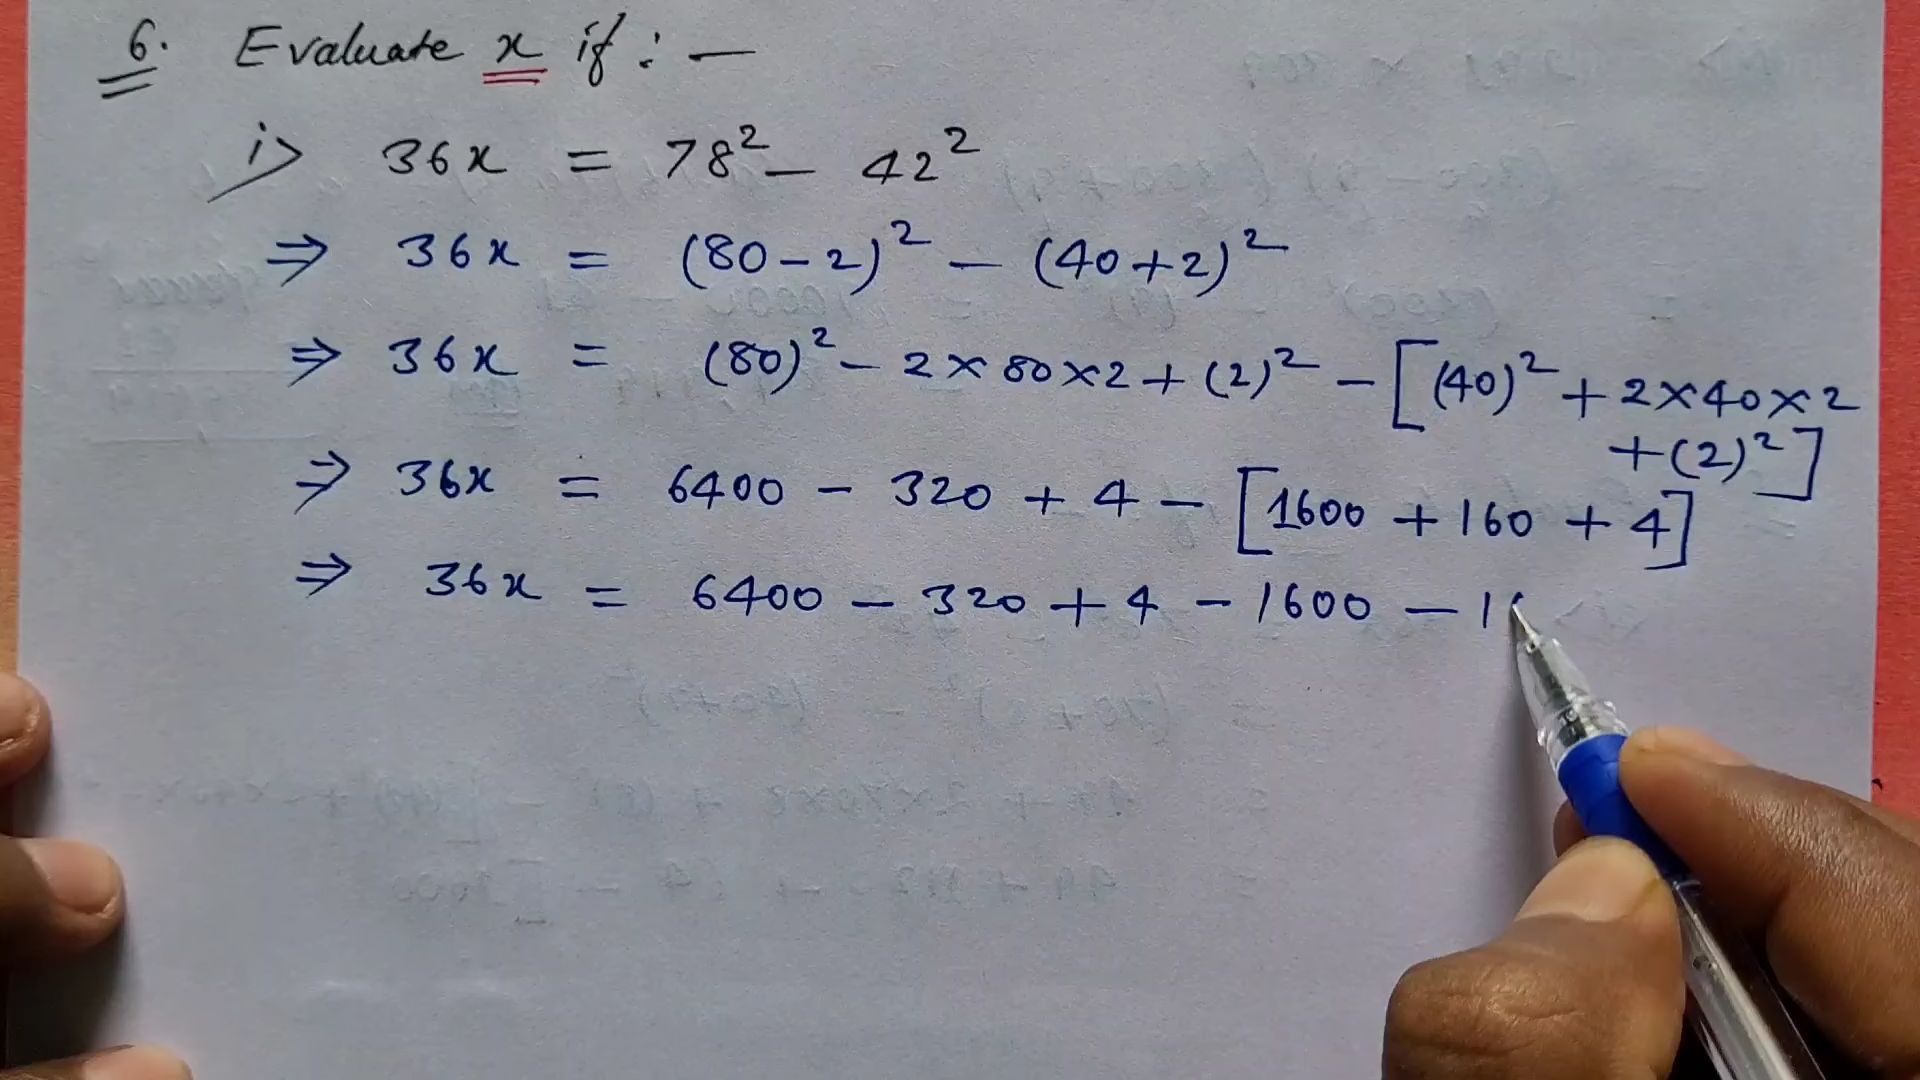 6. Evaluate x if : —
i> 36x = 78² - 42²
⇒ 36x = (80-2)² - (40+2)²
⇒ 36x = (80)² - 2×80×2 + (2)² - [(40)² + 2×40×2
+(2)²]
⇒ 36x = 6400 - 320 + 4 - [1600 + 160 + 4]
⇒ 36x = 6400 - 320 + 4 - 1600 - 16